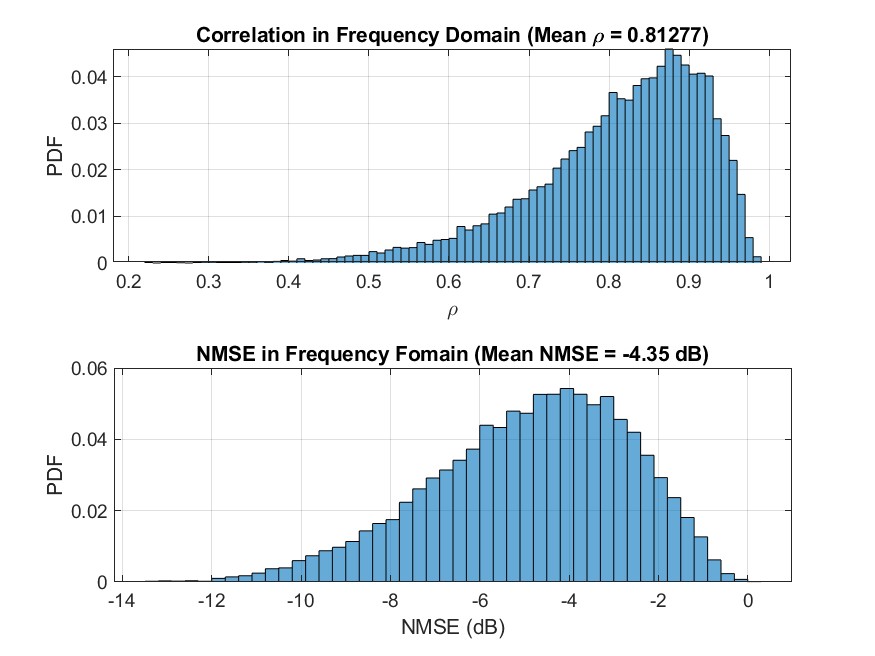 Correlation in Frequency Domain (Mean ρ = 0.81277)
PDF
0.04
0.03
0.02
0.01
0
0.2 0.3 0.4 0.5 0.6 0.7 0.8 0.9 1
ρ
NMSE in Frequency Fomain (Mean NMSE = -4.35 dB)
PDF
0.06
0.04
0.02
0
-14 -12 -10 -8 -6 -4 -2 0
NMSE (dB)